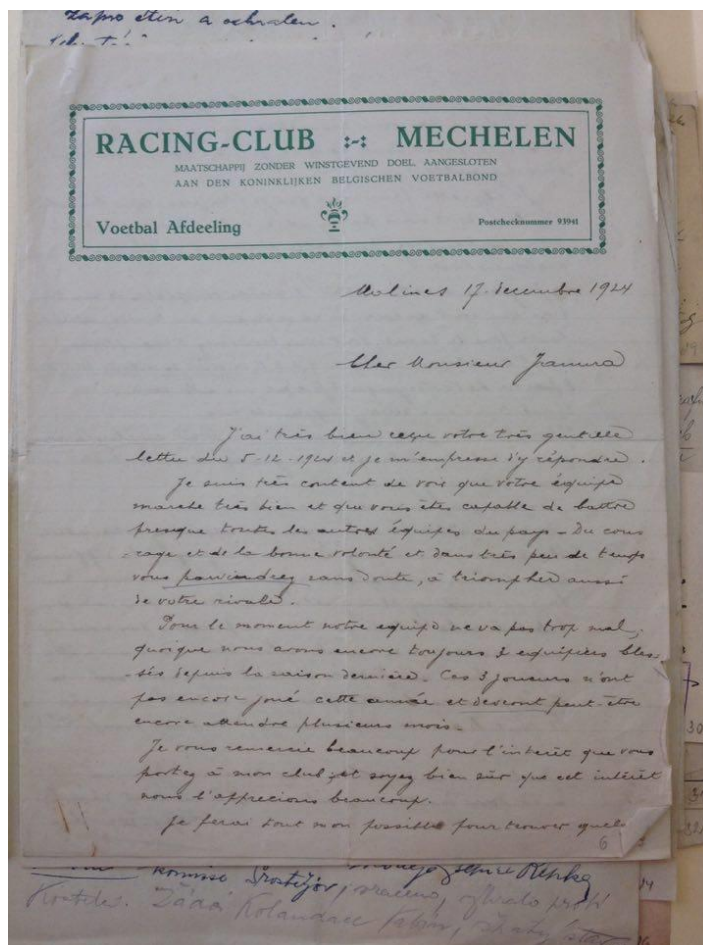 zapro štin a
RACING-CLUB :-: MECHELEN
MAATSCHAPPIJ ZONDER WINSTGEVEND DOEL AANGESLOTEN
AAN DEN KONINKLIJKEN BELGISCHEN VOETBALBOND
Voetbal Afdeeling
Postchecknummer 93941
Malines 17 decembre 1924
Cher Monsieur
J'ai très bien reçu votre très gentille
lettre du 5-12-1924 et je m'empresse d'y répondre.
Je suis très content de voir que votre équipe
marche très bien et que vous êtes capable de battre
presque toutes les autres équipes du pays. Du cou-
-rage et de la bonne volonté et dans très peu de temps
vous parviendrez sans doute, à triompher aussi
de votre rivale.
Pour le moment notre equipe ne va pas trop mal,
quoique nous avons encore toujours 3 equipiers bles-
-sés depuis la saison dernière. Ces 3 joueurs n'ont
pas encore joué cette année et devront peut-être
encore attendre plusieurs mois.
Je vous remercie beaucoup pour l'intérêt que vous
portez à mon club, et soyez bien sûr que cet intérêt
nous l'apprécions beaucoup.
Je ferai tout mon possible pour trouver quel
6
Žádá